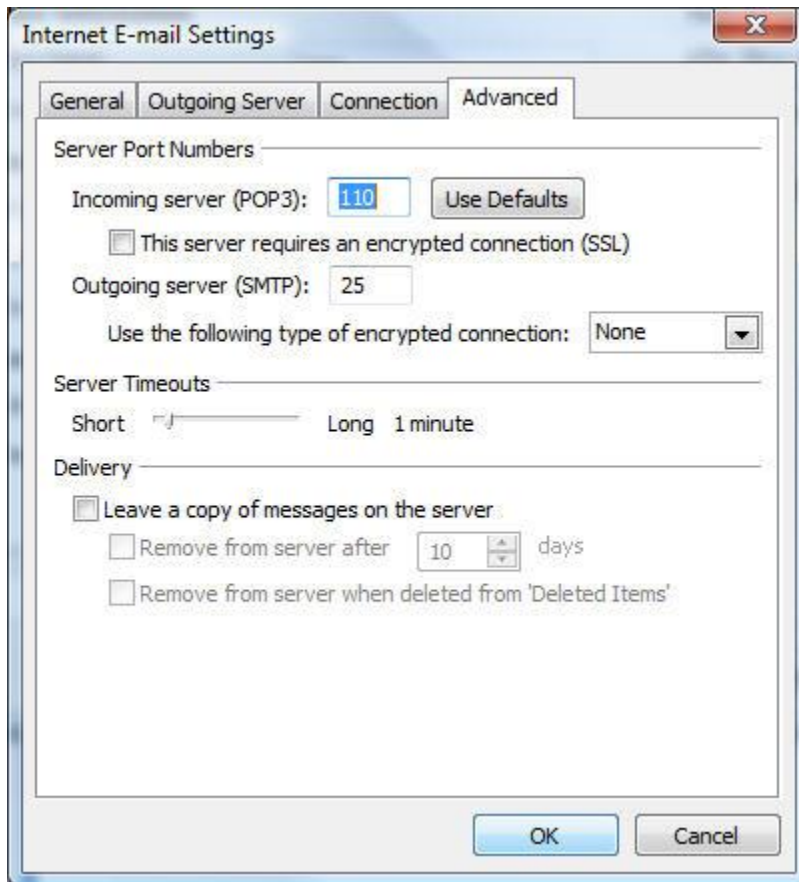 Internet E-mail Settings
General Outgoing Server Connection Advanced
Server Port Numbers
Incoming server (POP3): 110 Use Defaults
This server requires an encrypted connection (SSL)
Outgoing server (SMTP): 25
Use the following type of encrypted connection: None
Server Timeouts
Short Long 1 minute
Delivery
Leave a copy of messages on the server
Remove from server after 10 days
Remove from server when deleted from 'Deleted Items'
OK Cancel